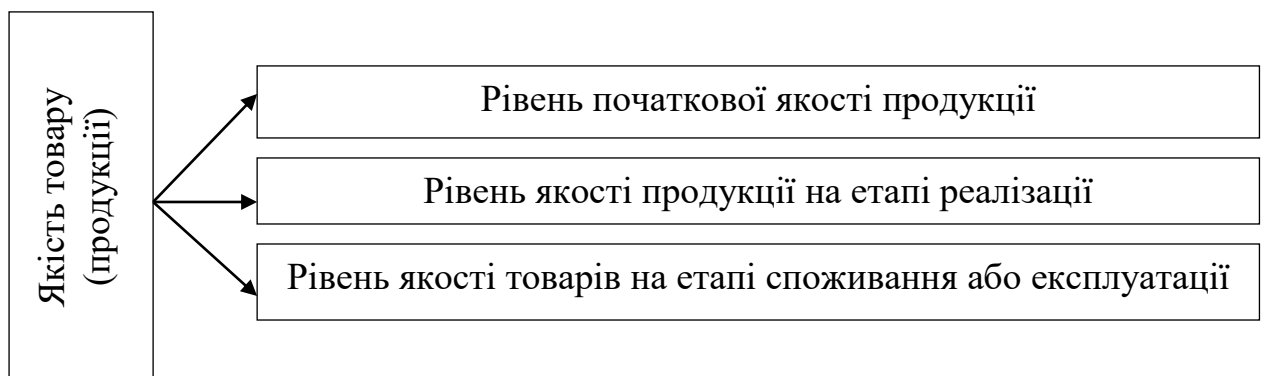 Якість товару
(продукції)
Рівень початкової якості продукції
Рівень якості продукції на етапі реалізації
Рівень якості товарів на етапі споживання або експлуатації